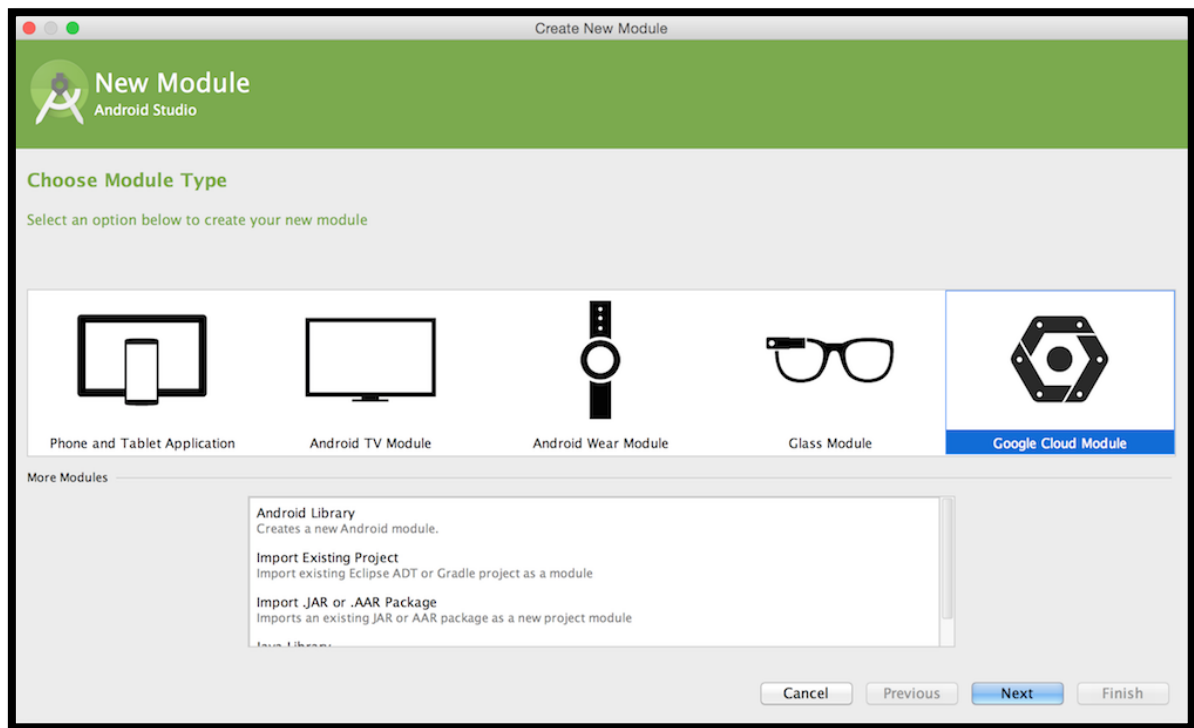 Create New Module
New Module
Android Studio
Choose Module Type
Select an option below to create your new module
Phone and Tablet Application
Android TV Module
Android Wear Module
Glass Module
Google Cloud Module
More Modules
Android Library
Creates a new Android module.
Import Existing Project
Import existing Eclipse ADT or Gradle project as a module
Import .JAR or .AAR Package
Imports an existing JAR or AAR package as a new project module
Java Library
Cancel
Previous
Next
Finish